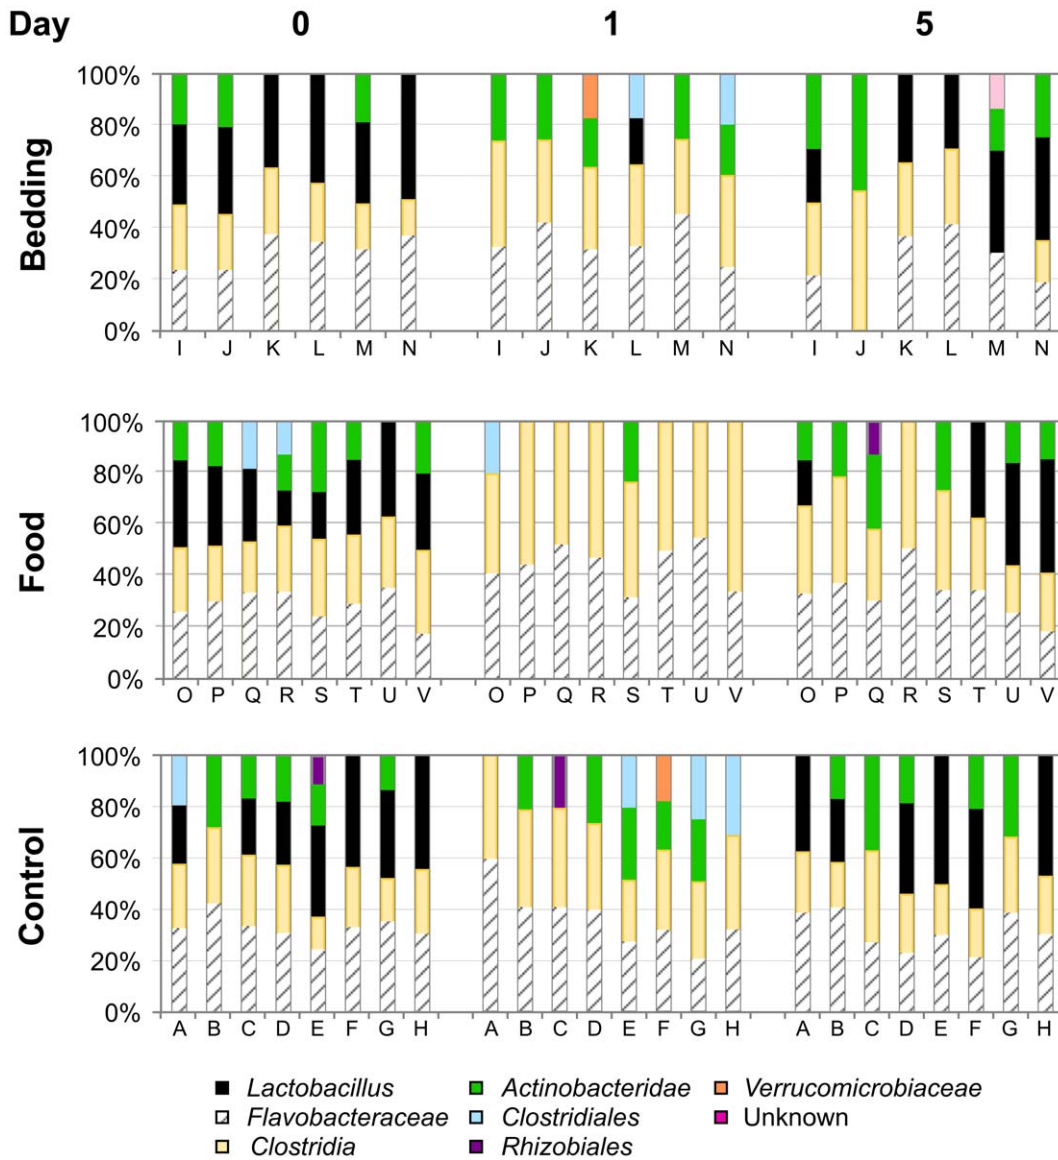 Day 0 1 5
Bedding
100%
80%
60%
40%
20%
0%
I J K L M N I J K L M N I J K L M N
Food
100%
80%
60%
40%
20%
0%
O P Q R S T U V O P Q R S T U V O P Q R S T U V
Control
100%
80%
60%
40%
20%
0%
A B C D E F G H A B C D E F G H A B C D E F G H
Lactobacillus Actinobacteridae Verrucomicrobiaceae
Flavobacteraceae Clostridiales Unknown
Clostridia Rhizobiales